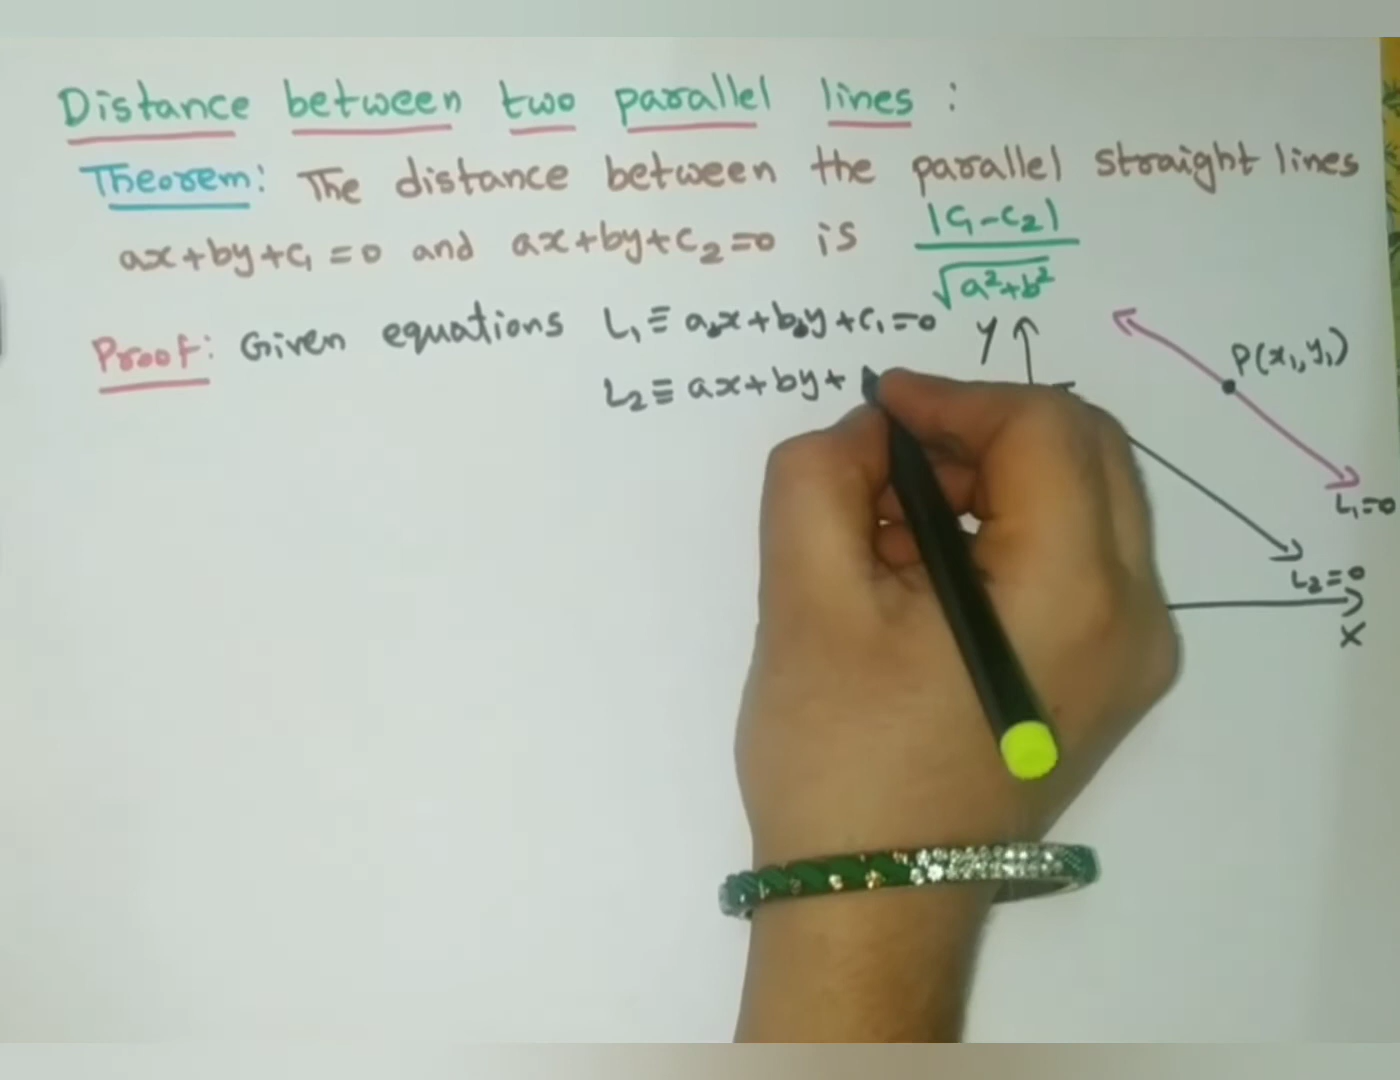 Distance between two parallel lines :
Theorem: The distance between the parallel straight lines
ax+by+c₁=0 and ax+by+c₂=0 is |c₁-c₂|
√a²+b²
Proof: Given equations L₁≡ ax+by+c₁=0
L₂≡ ax+by+
Y
P(x₁,y₁)
L₁=0
L₂=0
X